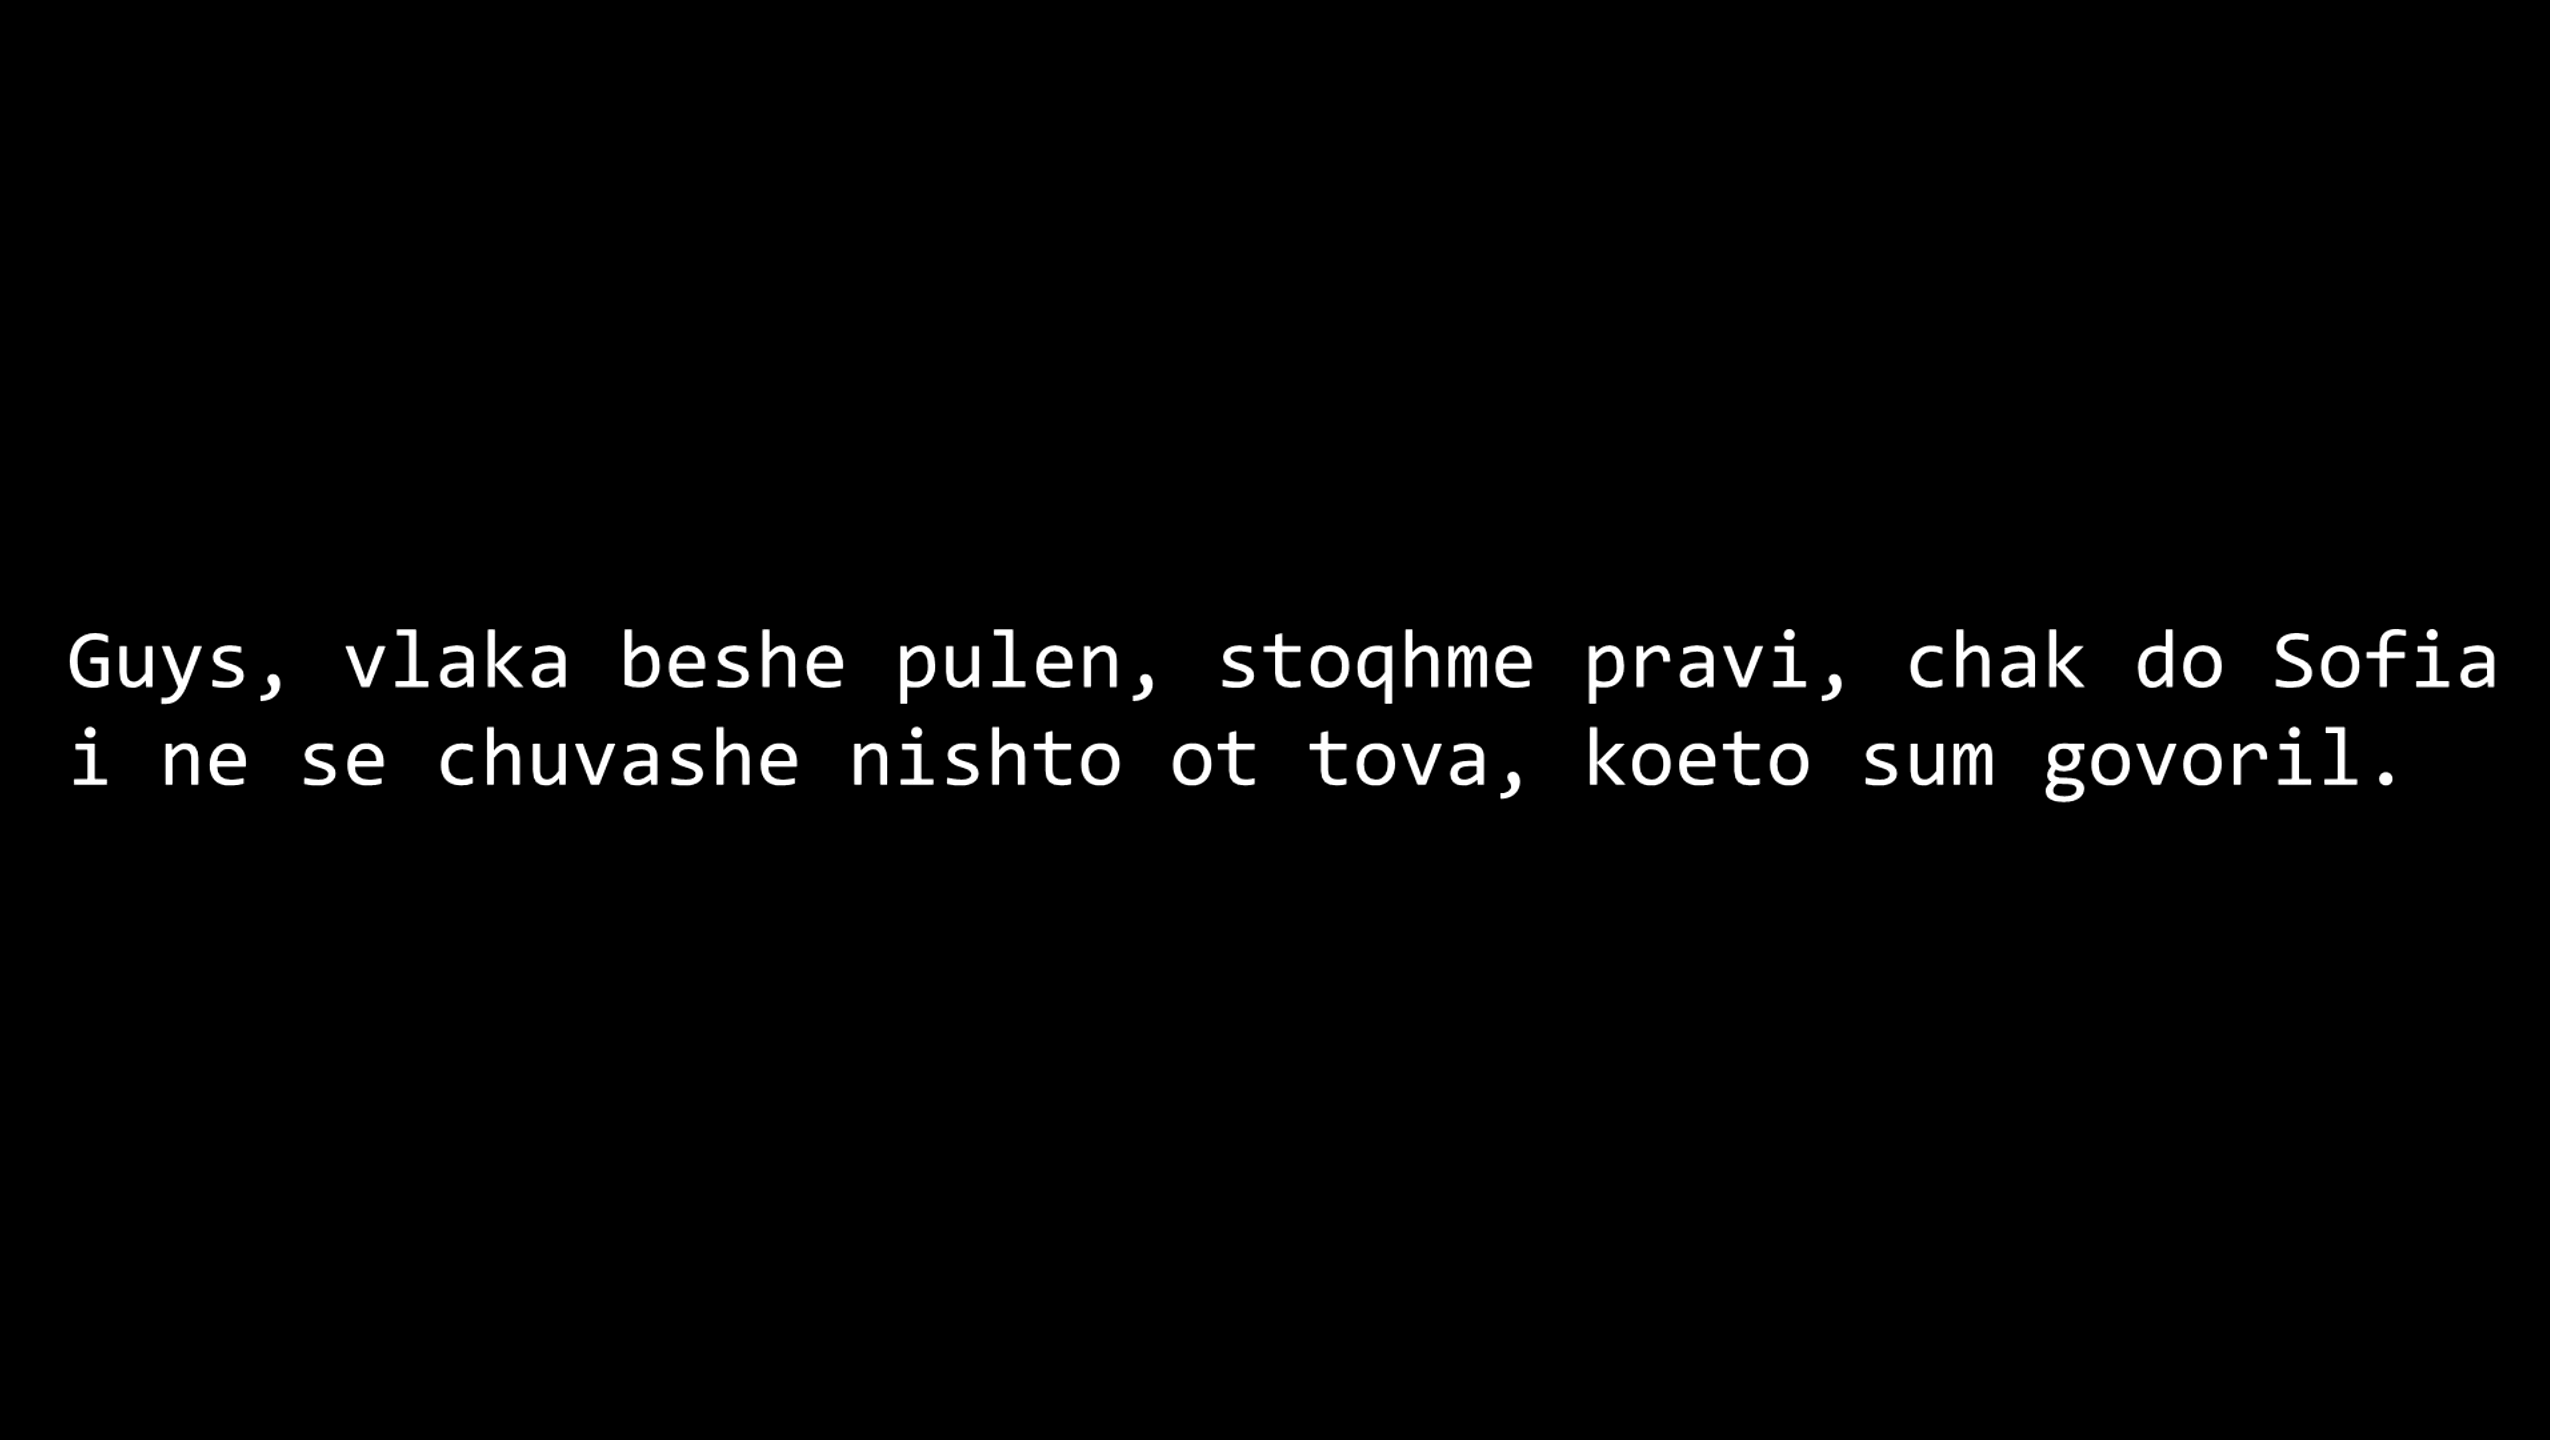 Guys, vlaka beshe pulen, stoqhme pravi, chak do Sofia
i ne se chuvashe nishto ot tova, koeto sum govoril.